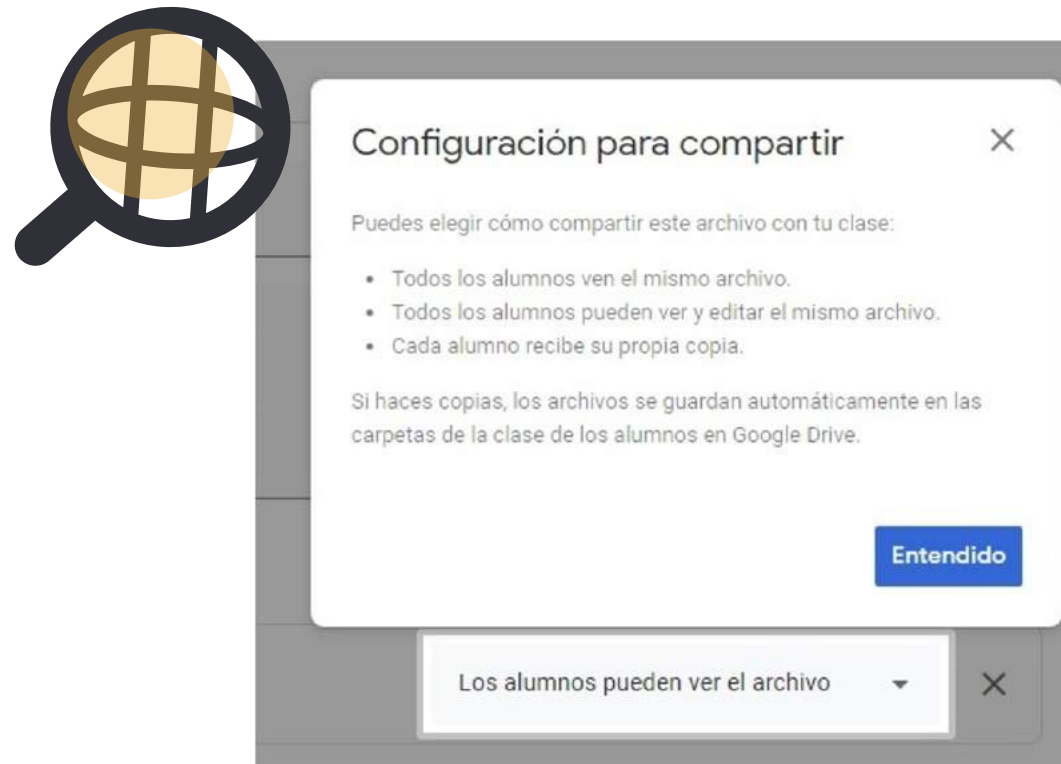 Configuración para compartir
Puedes elegir cómo compartir este archivo con tu clase:
• Todos los alumnos ven el mismo archivo.
• Todos los alumnos pueden ver y editar el mismo archivo.
• Cada alumno recibe su propia copia.
Si haces copias, los archivos se guardan automáticamente en las
carpetas de la clase de los alumnos en Google Drive.
Entendido
Los alumnos pueden ver el archivo